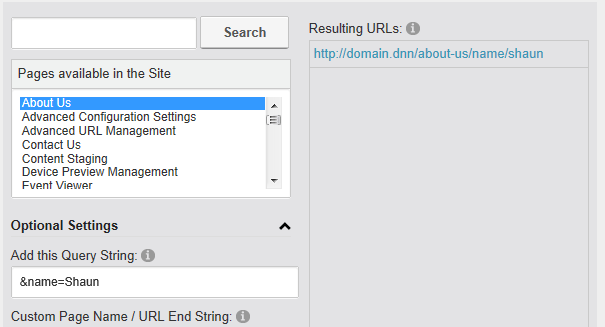 Search
Pages available in the Site
About Us
Advanced Configuration Settings
Advanced URL Management
Contact Us
Content Staging
Device Preview Management
Event Viewer
Optional Settings
Add this Query String:
&name=Shaun
Custom Page Name / URL End String:
Resulting URLs:
http://domain.dnn/about-us/name/shaun